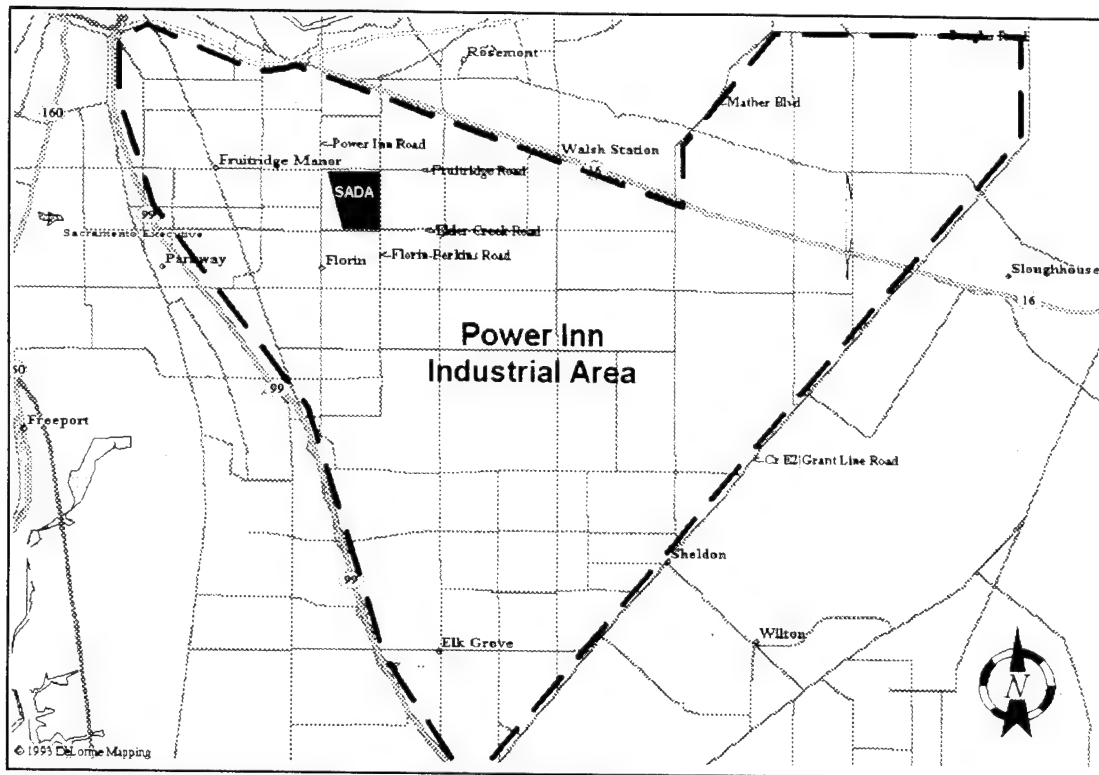 Rosemont
Douglas Road
160
Mather Blvd
Power Inn Road
Walsh Station
Fruitridge Manor
Fruitridge Road
16
SADA
99
Sacramento Executive
Elder Creek Road
Parkway
Florin
Florin-Perkins Road
Sloughhouse
16
Power Inn
Industrial Area
99
Freeport
Cr E2|Grant Line Road
Sheldon
99
Elk Grove
Wilton
N
© 1993 DeLorme Mapping